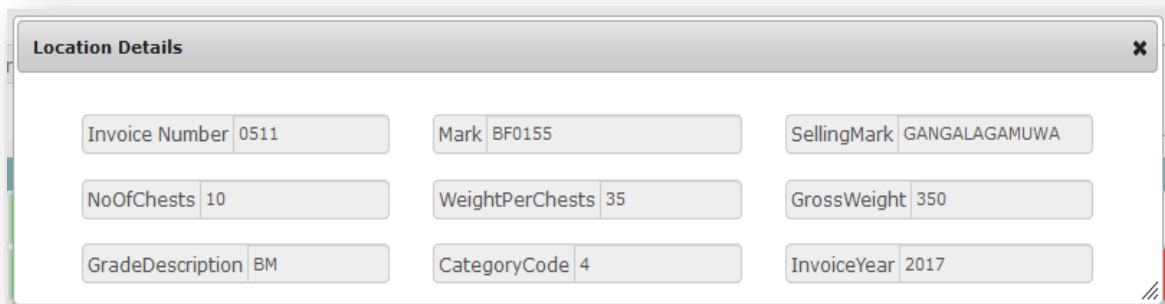 Location Details
Invoice Number 0511 Mark BF0155 SellingMark GANGALAGAMUWA
NoOfChests 10 WeightPerChests 35 GrossWeight 350
GradeDescription BM CategoryCode 4 InvoiceYear 2017